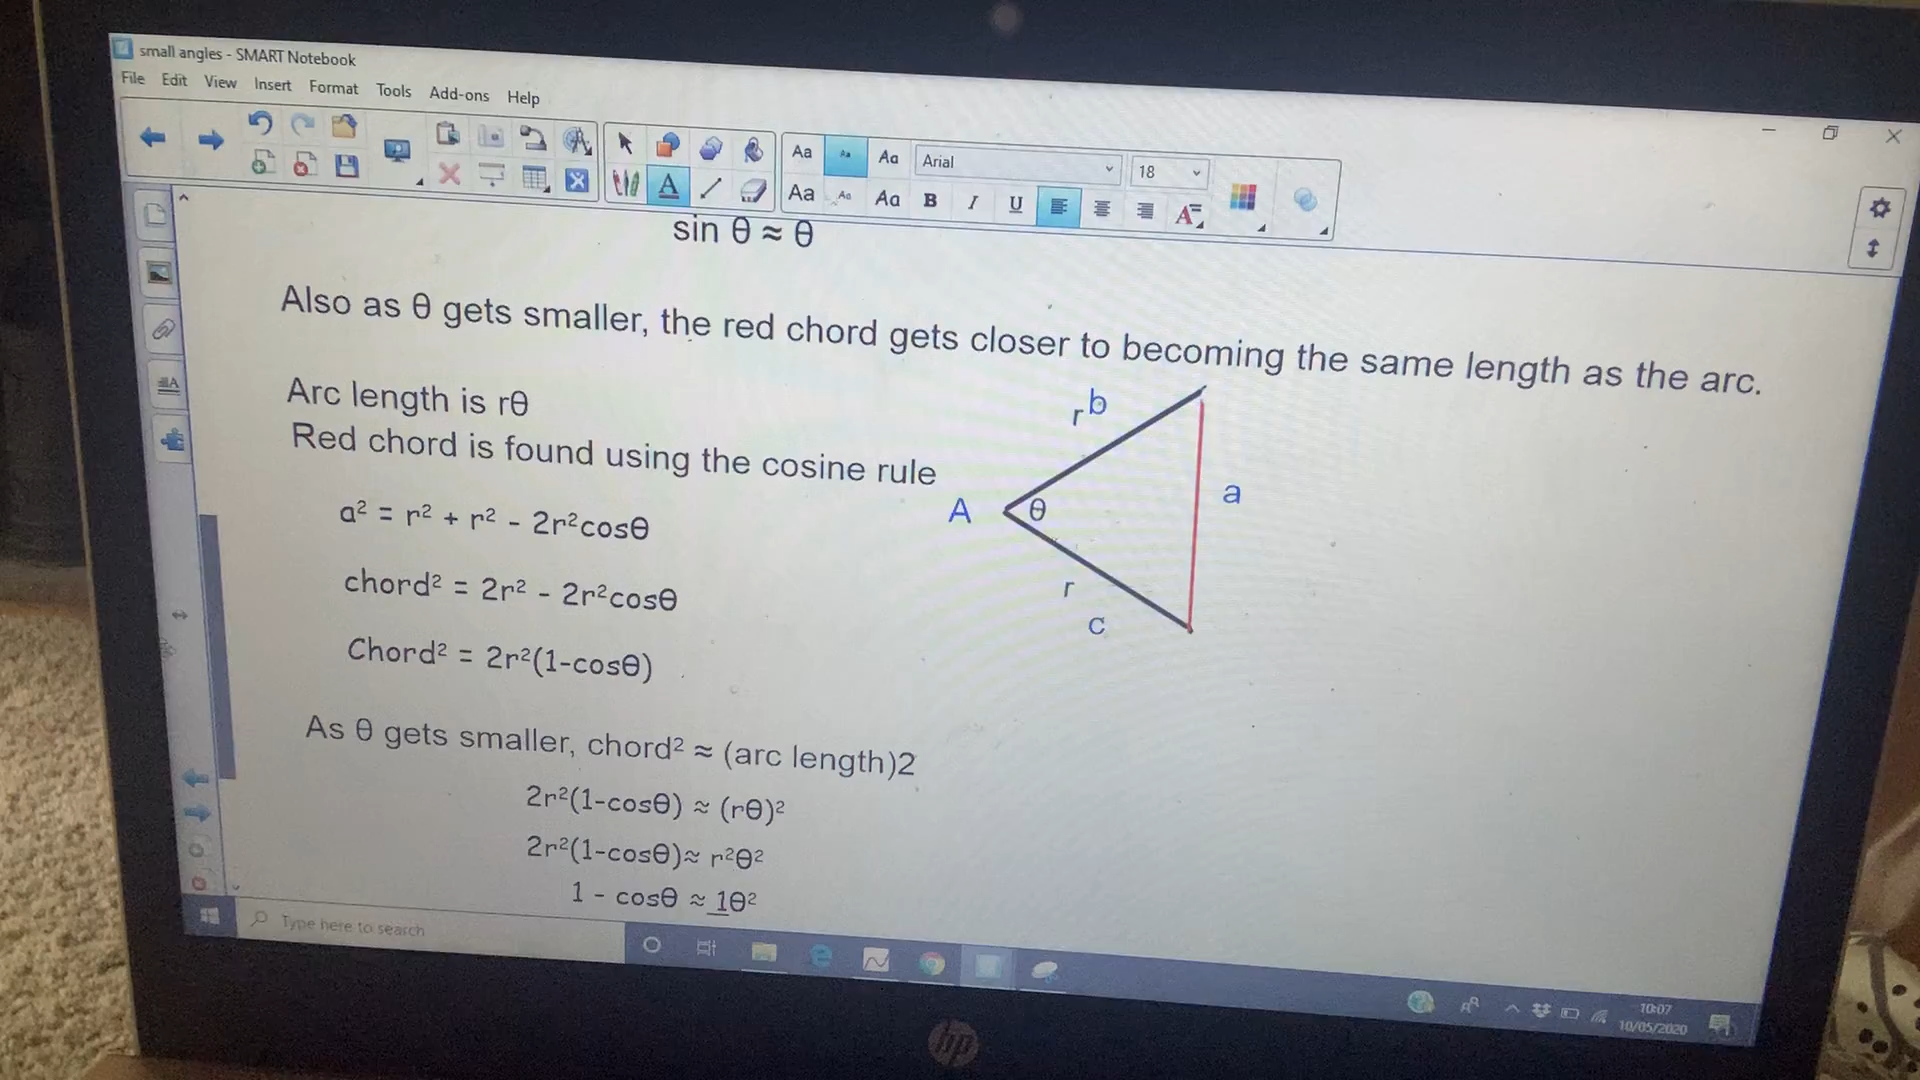 small angles - SMART Notebook
File Edit View Insert Format Tools Add-ons Help
Aa Aa Aa Arial 18
Aa Aa Aa B I U A
sin θ ≈ θ
Also as θ gets smaller, the red chord gets closer to becoming the same length as the arc.
Arc length is rθ
Red chord is found using the cosine rule
a² = r² + r² - 2r²cosθ
chord² = 2r² - 2r²cosθ
Chord² = 2r²(1-cosθ)
r b
A θ a
r
c
As θ gets smaller, chord² ≈ (arc length)2
2r²(1-cosθ) ≈ (rθ)²
2r²(1-cosθ)≈ r²θ²
1 - cosθ ≈ 1θ²
Type here to search
10:07
10/05/2020
hp